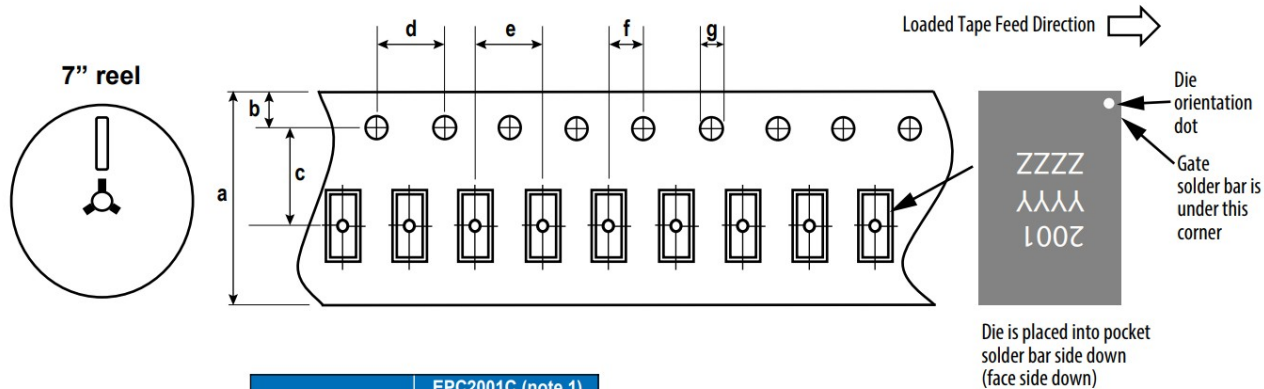 Loaded Tape Feed Direction
7” reel
d
e
f
g
b
c
a
Die
orientation
dot
Gate
solder bar is
under this
corner
ZZZZ
YYYY
2001
Die is placed into pocket
solder bar side down
(face side down)
EPC2001C (note 1)